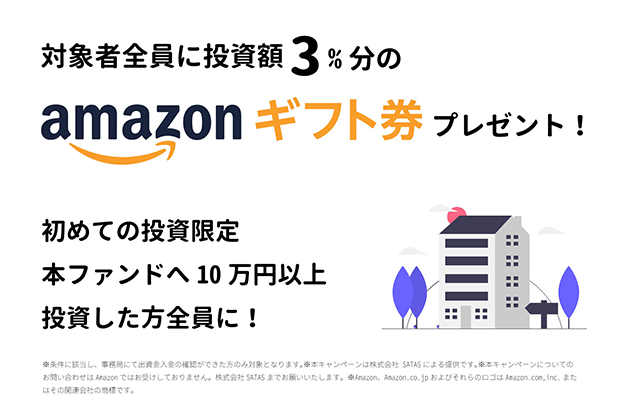 対象者全員に投資額3%分の
amazon ギフト券 プレゼント！
初めての投資限定
本ファンドへ10万円以上
投資した方全員に！
※条件に該当し、事務局にて出資金入金の確認ができた方のみ対象となります。※本キャンペーンは株式会社 SATAS による提供です。※本キャンペーンについての
お問い合わせは Amazon ではお受けしておりません。株式会社 SATAS までお願いいたします。 ※Amazon、Amazon.co.jp およびそれらのロゴは Amazon.com,Inc. また
はその関連会社の商標です。